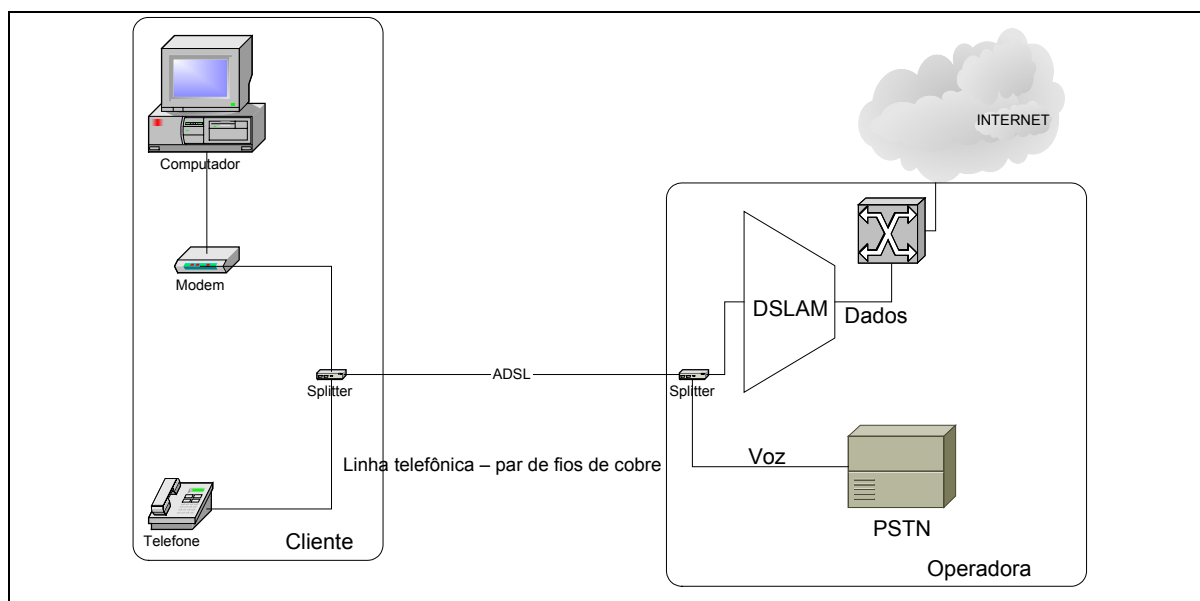 INTERNET
Computador
Modem
DSLAM
Dados
ADSL
Splitter
Splitter
Linha telefônica – par de fios de cobre
Voz
Telefone
Cliente
PSTN
Operadora